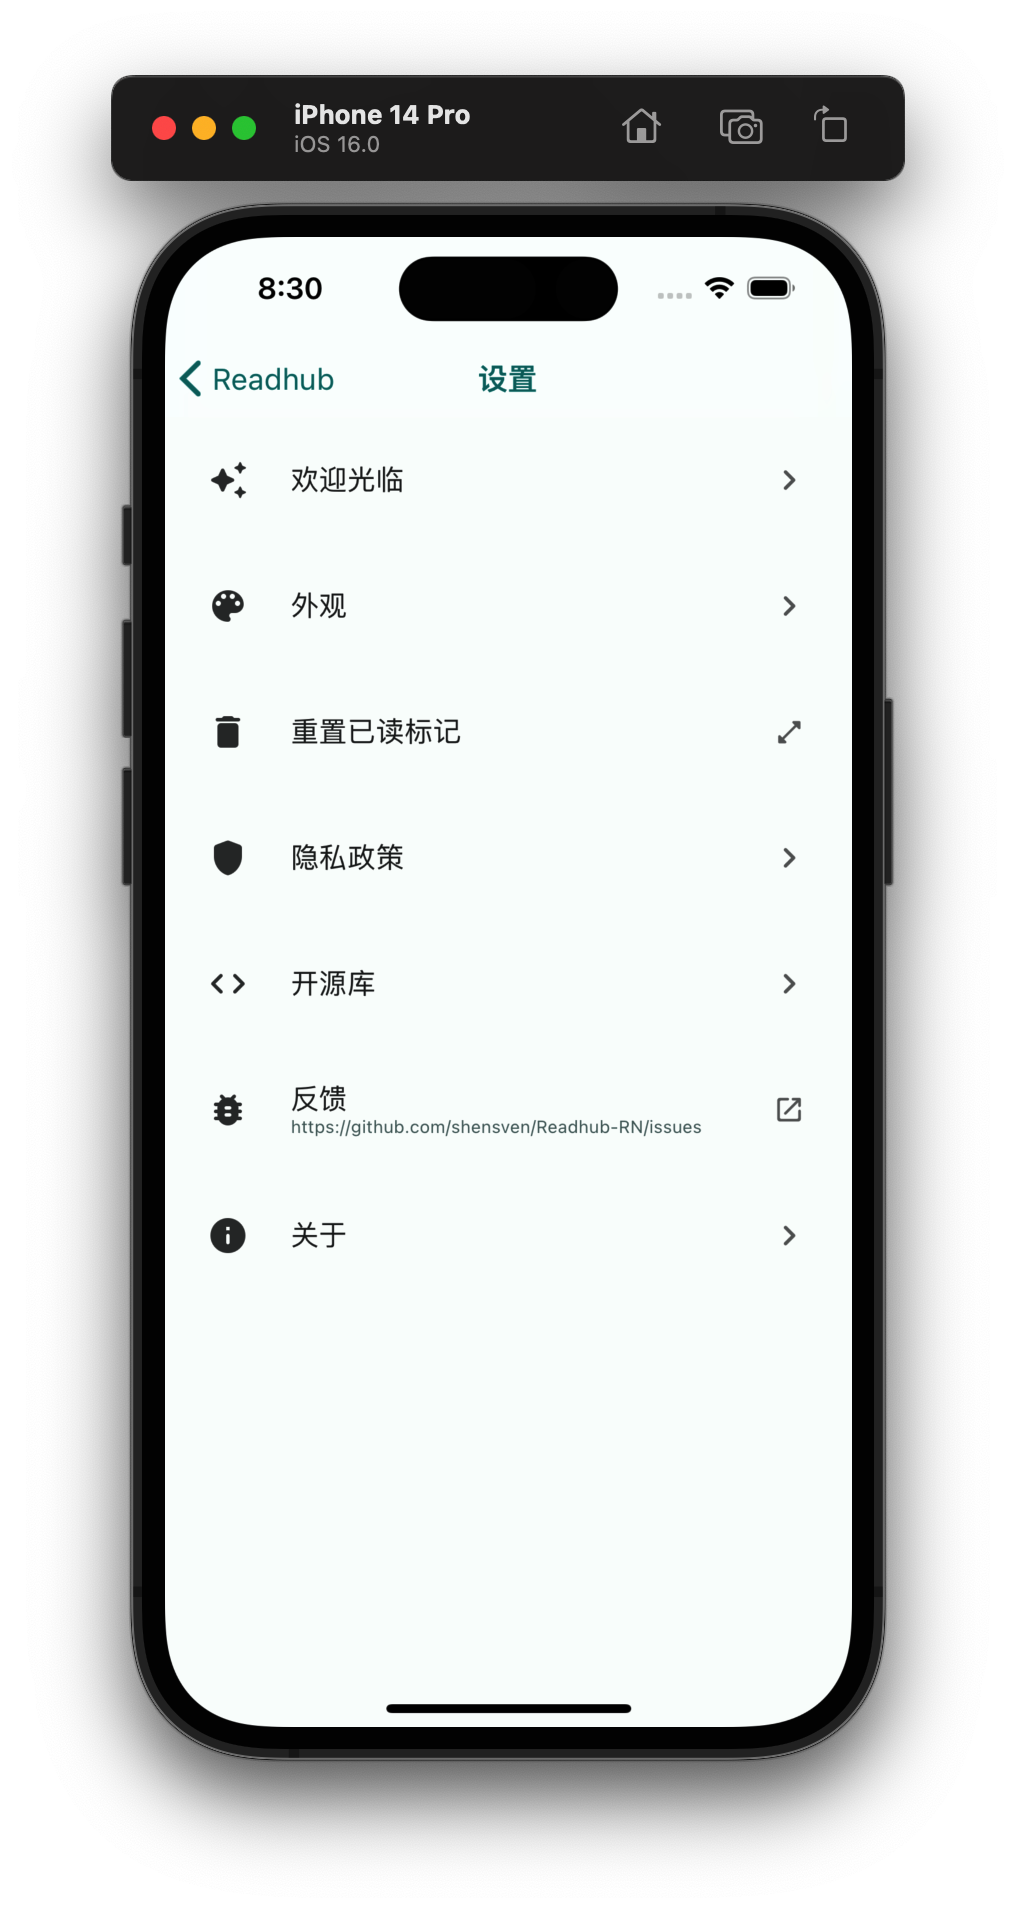 iPhone 14 Pro
iOS 16.0
8:30
Readhub
设置
欢迎光临
外观
重置已读标记
隐私政策
开源库
反馈
https://github.com/shensven/Readhub-RN/issues
关于